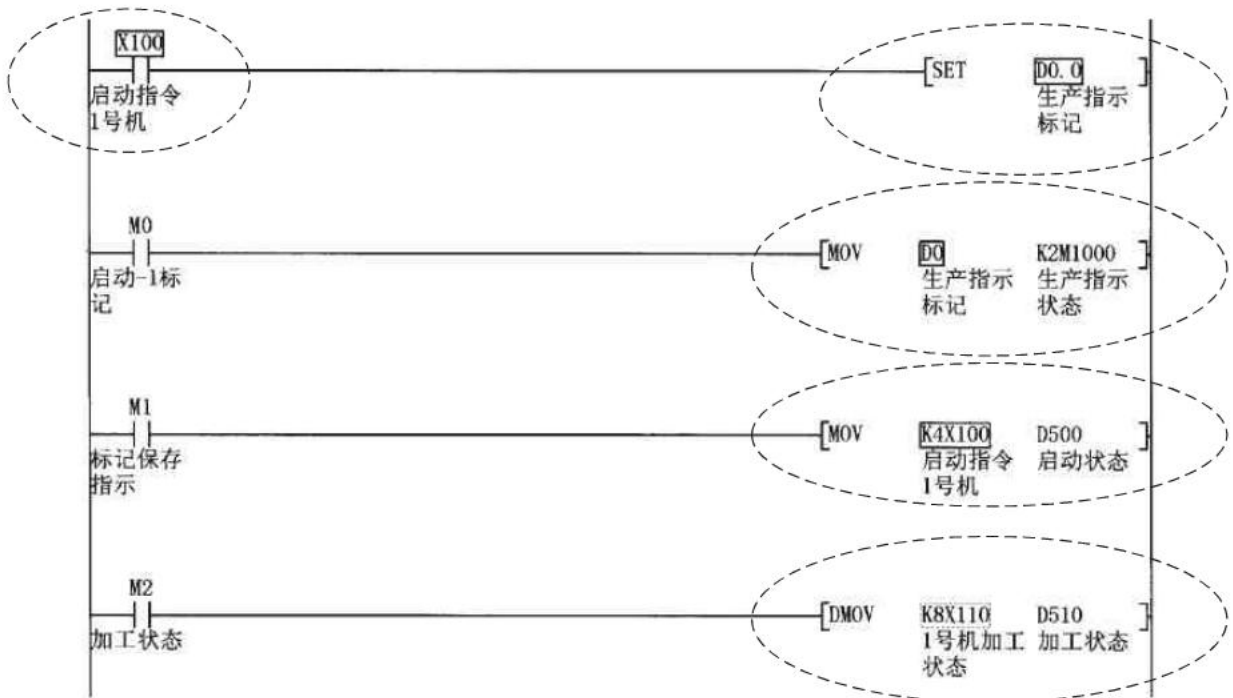 X100
启动指令
1号机
[SET D0.0 ]
生产指示
标记
M0
启动-1标
记
[MOV D0 K2M1000 ]
生产指示 生产指示
标记 状态
M1
标记保存
指示
[MOV K4X100 D500 ]
启动指令 启动状态
1号机
M2
加工状态
[DMOV K8X110 D510 ]
1号机加工 加工状态
状态